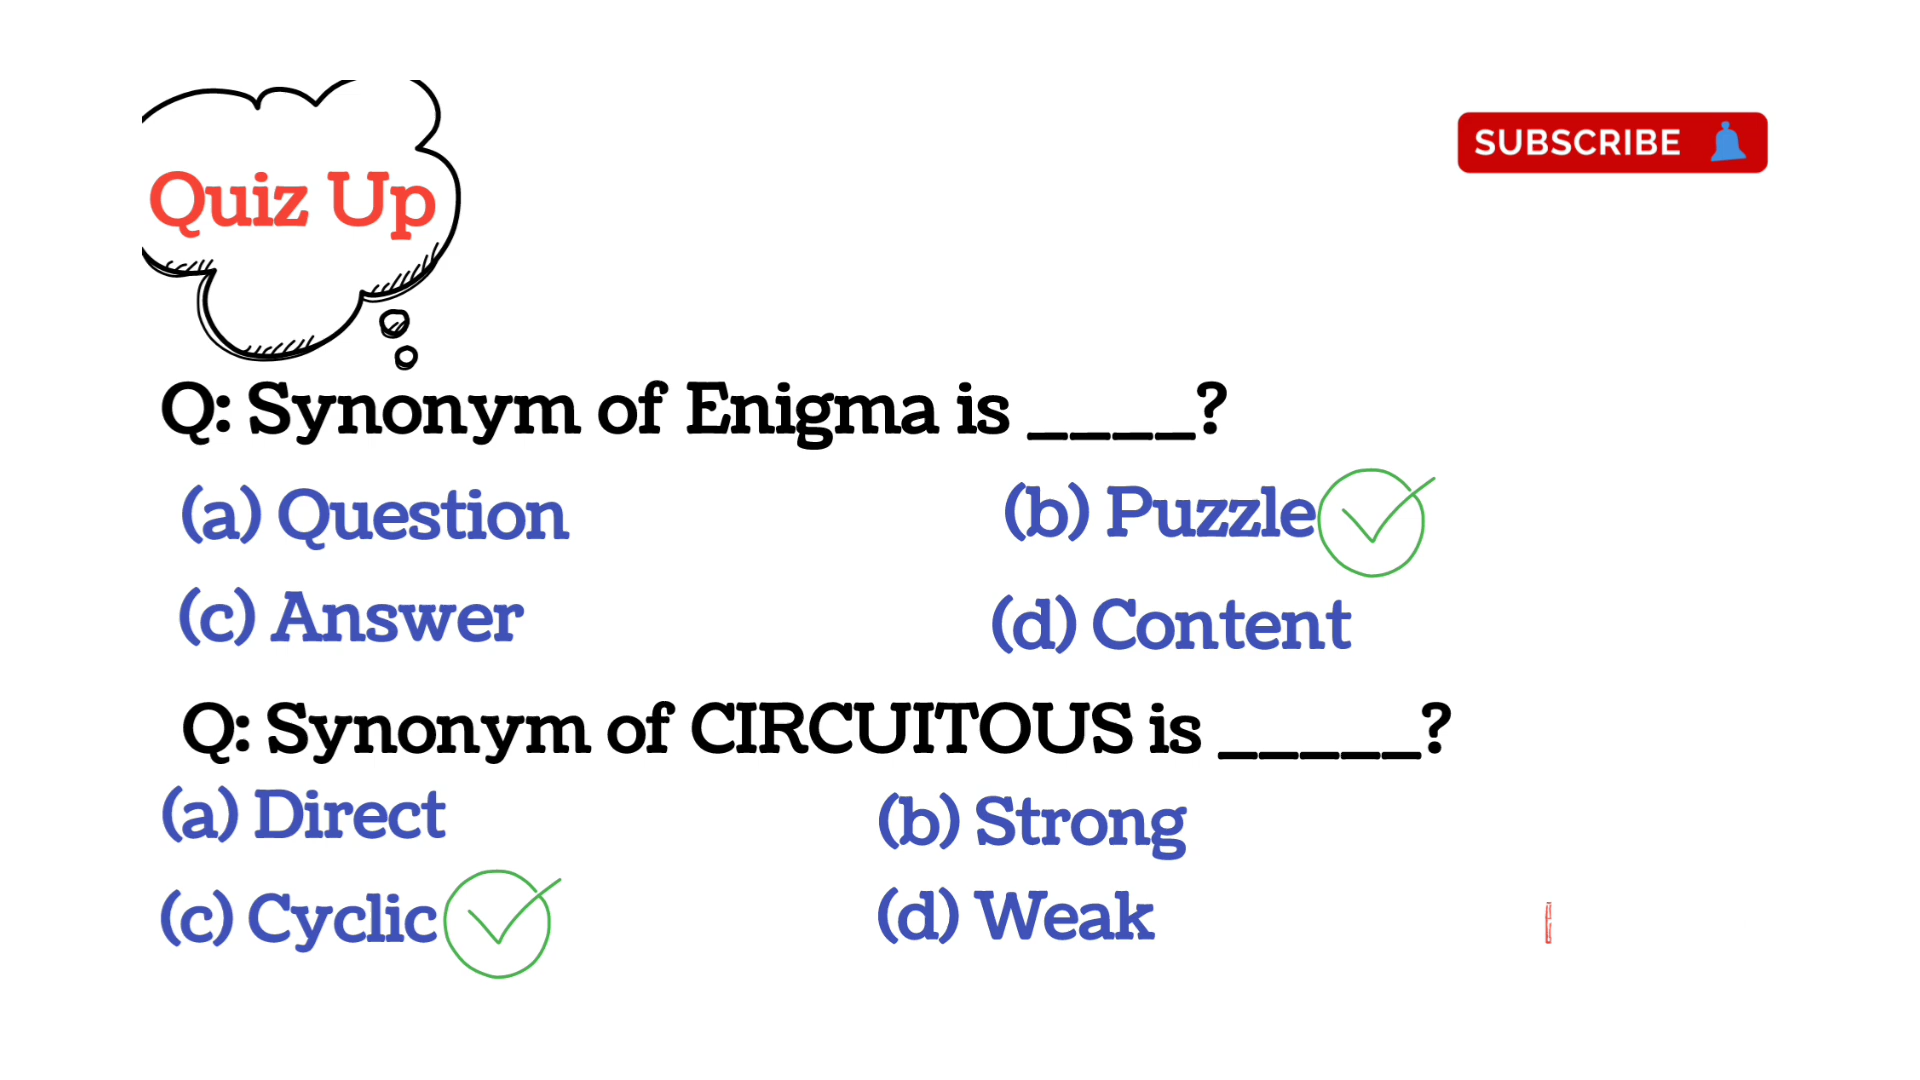 SUBSCRIBE
Quiz Up
Q: Synonym of Enigma is ____?
(a) Question
(b) Puzzle
(c) Answer
(d) Content
Q: Synonym of CIRCUITOUS is _____?
(a) Direct
(b) Strong
(c) Cyclic
(d) Weak